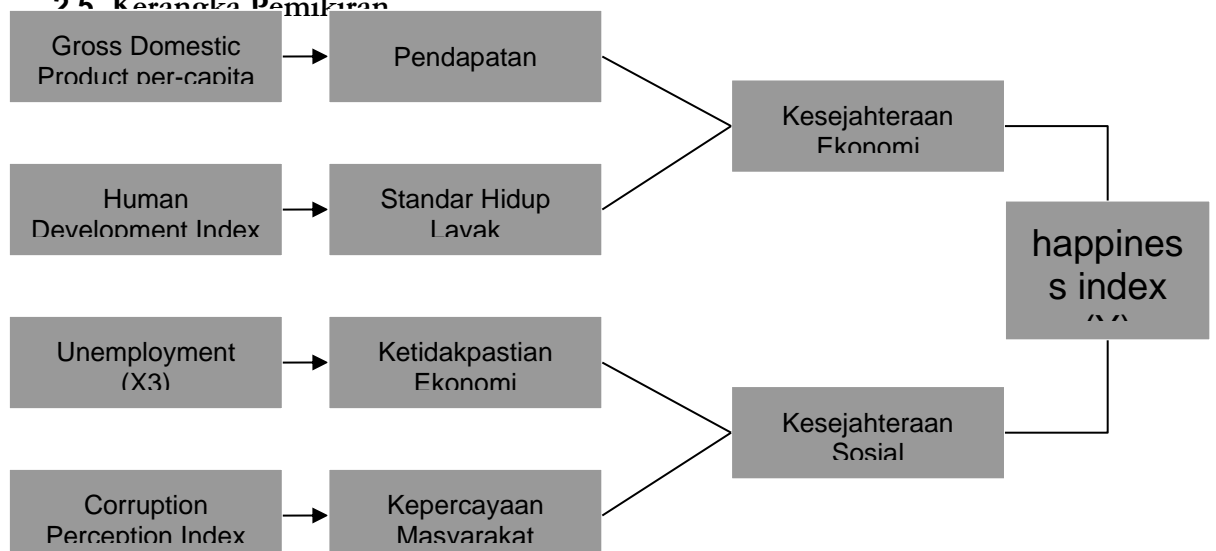 2.5 Kerangka Pemikiran
Gross Domestic
Product per-capita
Pendapatan
Kesejahteraan
Ekonomi
Human
Development Index
Standar Hidup
Layak
happines
s index
(Y)
Unemployment
(X3)
Ketidakpastian
Ekonomi
Kesejahteraan
Sosial
Corruption
Perception Index
Kepercayaan
Masyarakat